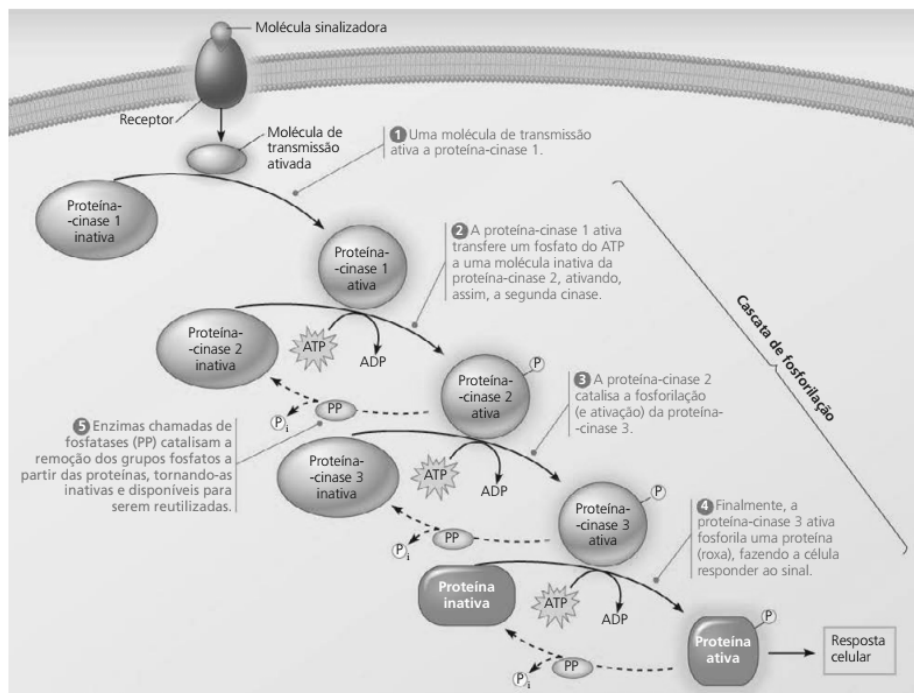 Molécula sinalizadora
Receptor
Molécula de
transmissão
ativada
1 Uma molécula de transmissão
ativa a proteína-cinase 1.
Proteína-
-cinase 1
inativa
Proteína-
-cinase 1
ativa
2 A proteína-cinase 1 ativa
transfere um fosfato do ATP
a uma molécula inativa da
proteína-cinase 2, ativando,
assim, a segunda cinase.
Cascata de fosforilação
Proteína-
-cinase 2
inativa
ATP
ADP
Proteína-
-cinase 2
ativa
P
3 A proteína-cinase 2
catalisa a fosforilação
(e ativação) da proteína-
-cinase 3.
PP
Pi
5 Enzimas chamadas de
fosfatases (PP) catalisam a
remoção dos grupos fosfatos a
partir das proteínas, tornando-as
inativas e disponíveis para
serem reutilizadas.
Proteína-
-cinase 3
inativa
ATP
ADP
Proteína-
-cinase 3
ativa
P
4 Finalmente, a
proteína-cinase 3 ativa
fosforila uma proteína
(roxa), fazendo a célula
responder ao sinal.
PP
Pi
Proteína
inativa
ATP
ADP
Proteína
ativa
P
PP
Pi
Resposta
celular